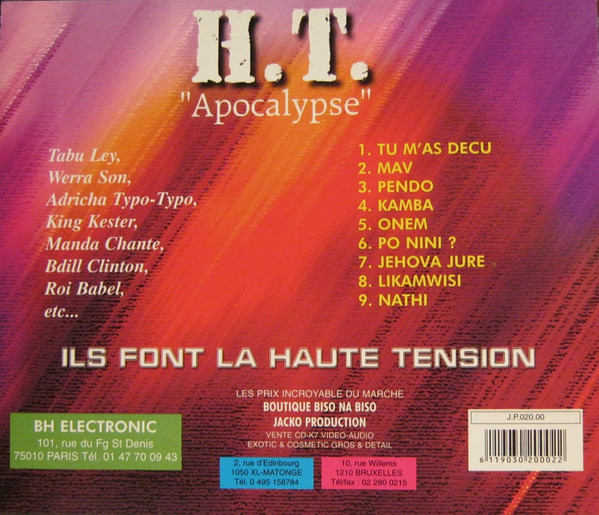 H.T.
"Apocalypse"
Tabu Ley,
Werra Son,
Adricha Typo-Typo,
King Kester,
Manda Chante,
Bdill Clinton,
Roi Babel,
etc...
1. TU M'AS DECU
2. MAV
3. PENDO
4. KAMBA
5. ONEM
6. PO NINI ?
7. JEHOVA JURE
8. LIKAMWISI
9. NATHI
ILS FONT LA HAUTE TENSION
BH ELECTRONIC
101, rue du Fg St Denis
75010 PARIS Tél. 01 47 70 09 43
LES PRIX INCROYABLE DU MARCHE
BOUTIQUE BISO NA BISO
JACKO PRODUCTION
VENTE CD-K7 VIDEO-AUDIO
EXOTIC & COSMETIC GROS & DETAIL
2, rue d'Edinbourg
1050 XL-MATONGE
Tél. 0 495 158784
10, rue Willems
1210 BRUXELLES
Tél/fax : 02 280 0215
J.P.020.00
6 119030 200022